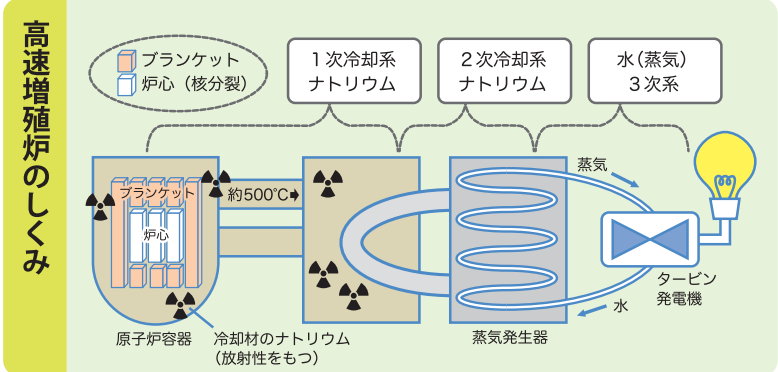 高速増殖炉のしくみ
ブランケット
炉心（核分裂）
1次冷却系
ナトリウム
2次冷却系
ナトリウム
水（蒸気）
3次系
ブランケット
炉心
約500℃
蒸気
水
タービン
発電機
原子炉容器
冷却材のナトリウム
（放射性をもつ）
蒸気発生器